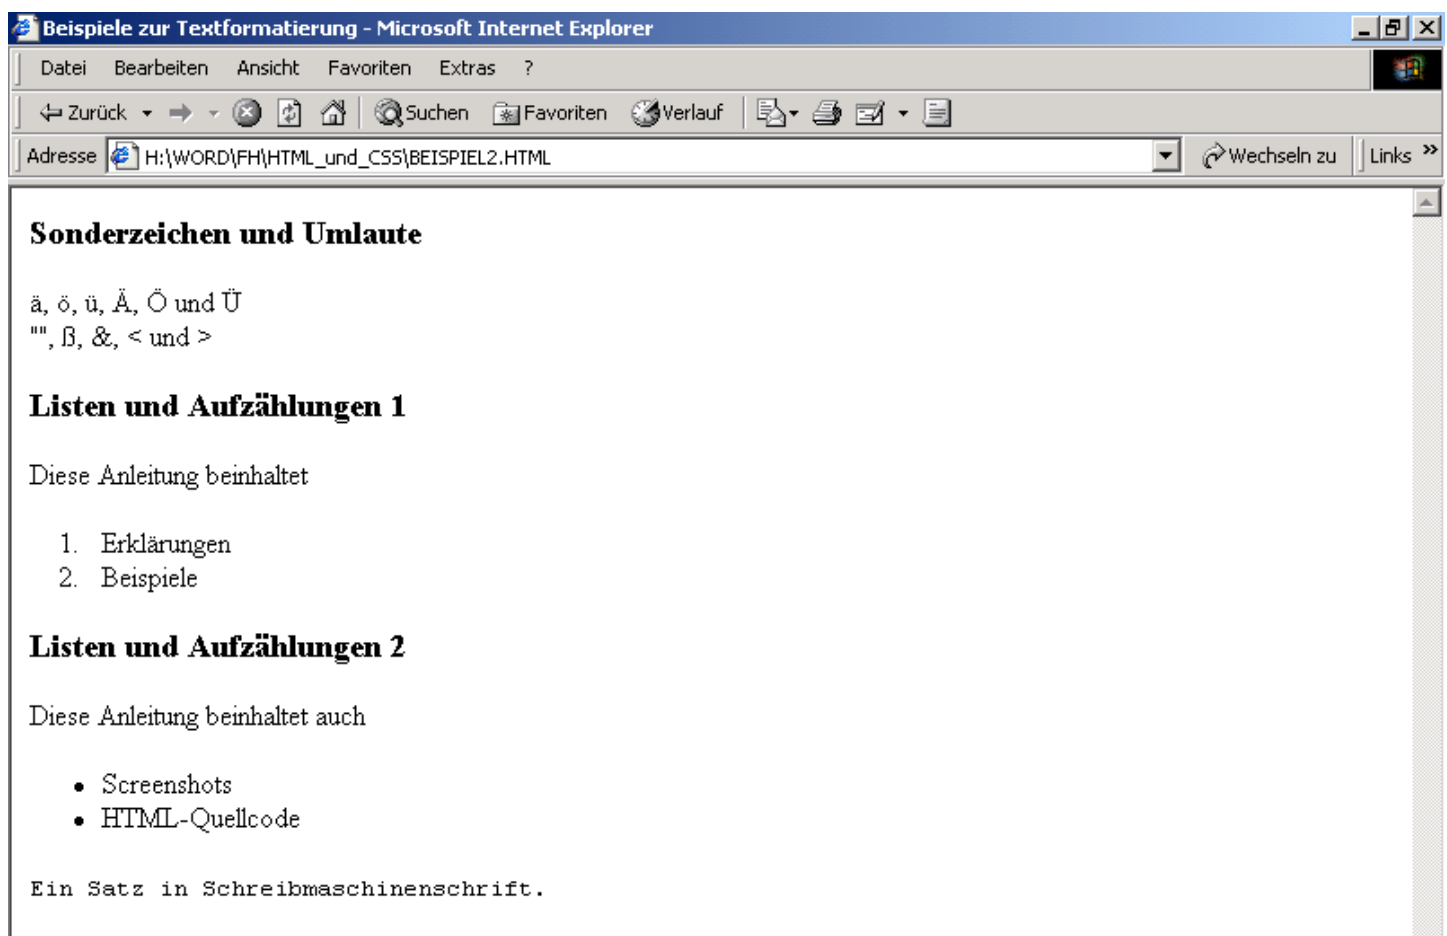 Beispiele zur Textformatierung - Microsoft Internet Explorer
Datei Bearbeiten Ansicht Favoriten Extras ?
Zurück Suchen Favoriten Verlauf
Adresse H:\WORD\FH\HTML_und_CSS\BEISPIEL2.HTML Wechseln zu Links »
Sonderzeichen und Umlaute
ä, ö, ü, Ä, Ö und Ü
"", ß, &, < und >
Listen und Aufzählungen 1
Diese Anleitung beinhaltet
1. Erklärungen
2. Beispiele
Listen und Aufzählungen 2
Diese Anleitung beinhaltet auch
• Screenshots
• HTML-Quellcode
Ein Satz in Schreibmaschinenschrift.